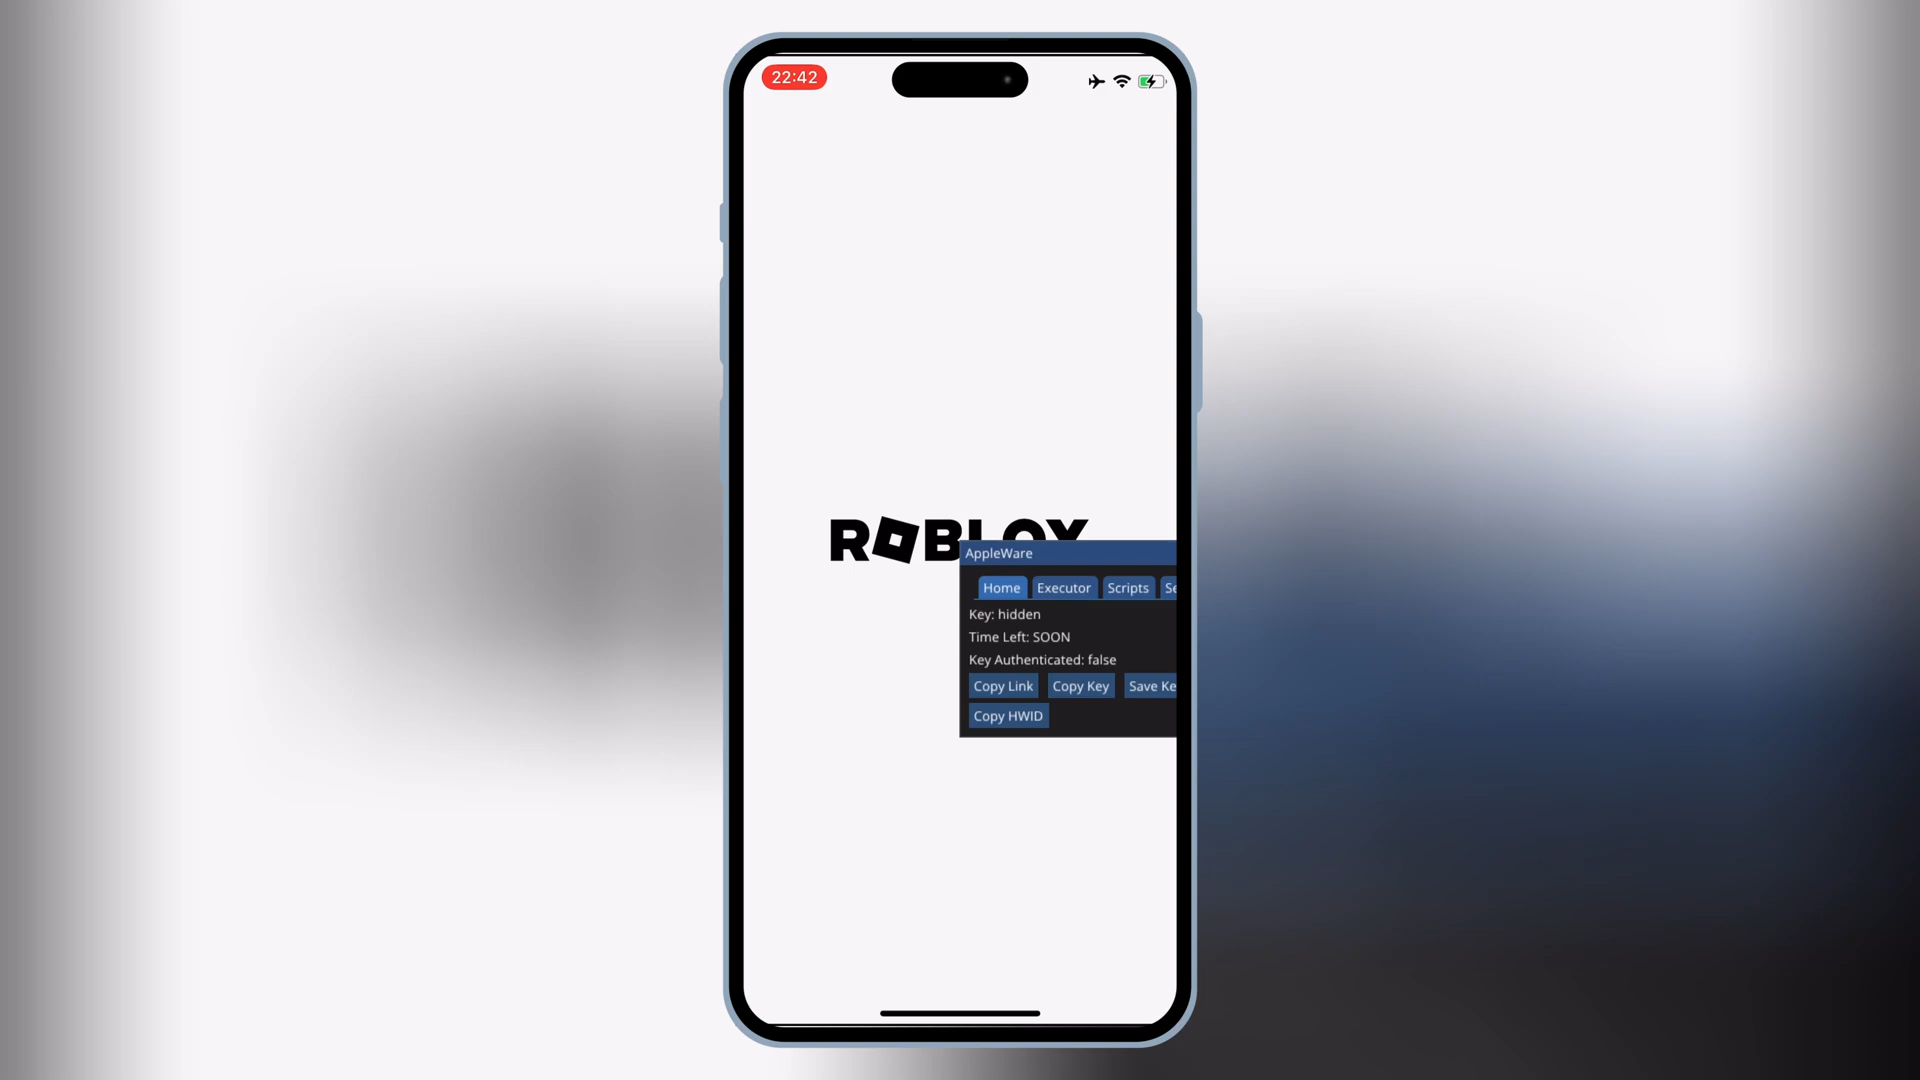 22:42
ROBLOX
AppleWare
Home Executor Scripts Se
Key: hidden
Time Left: SOON
Key Authenticated: false
Copy Link Copy Key Save Ke
Copy HWID